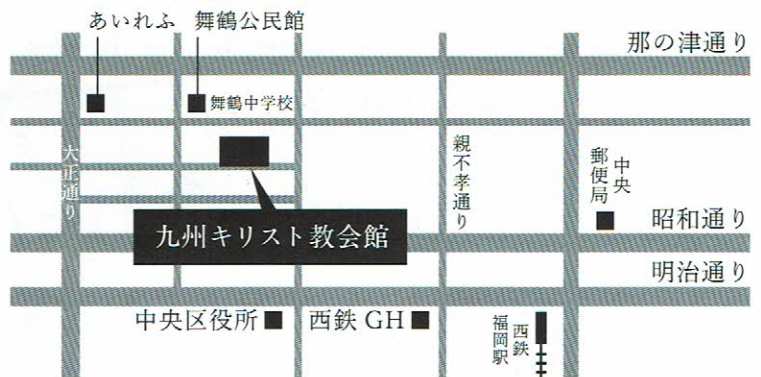 あいれふ
舞鶴公民館
那の津通り
舞鶴中学校
大正通り
親不孝通り
中央
郵便局
昭和通り
九州キリスト教会館
明治通り
中央区役所
西鉄GH
西鉄
福岡駅